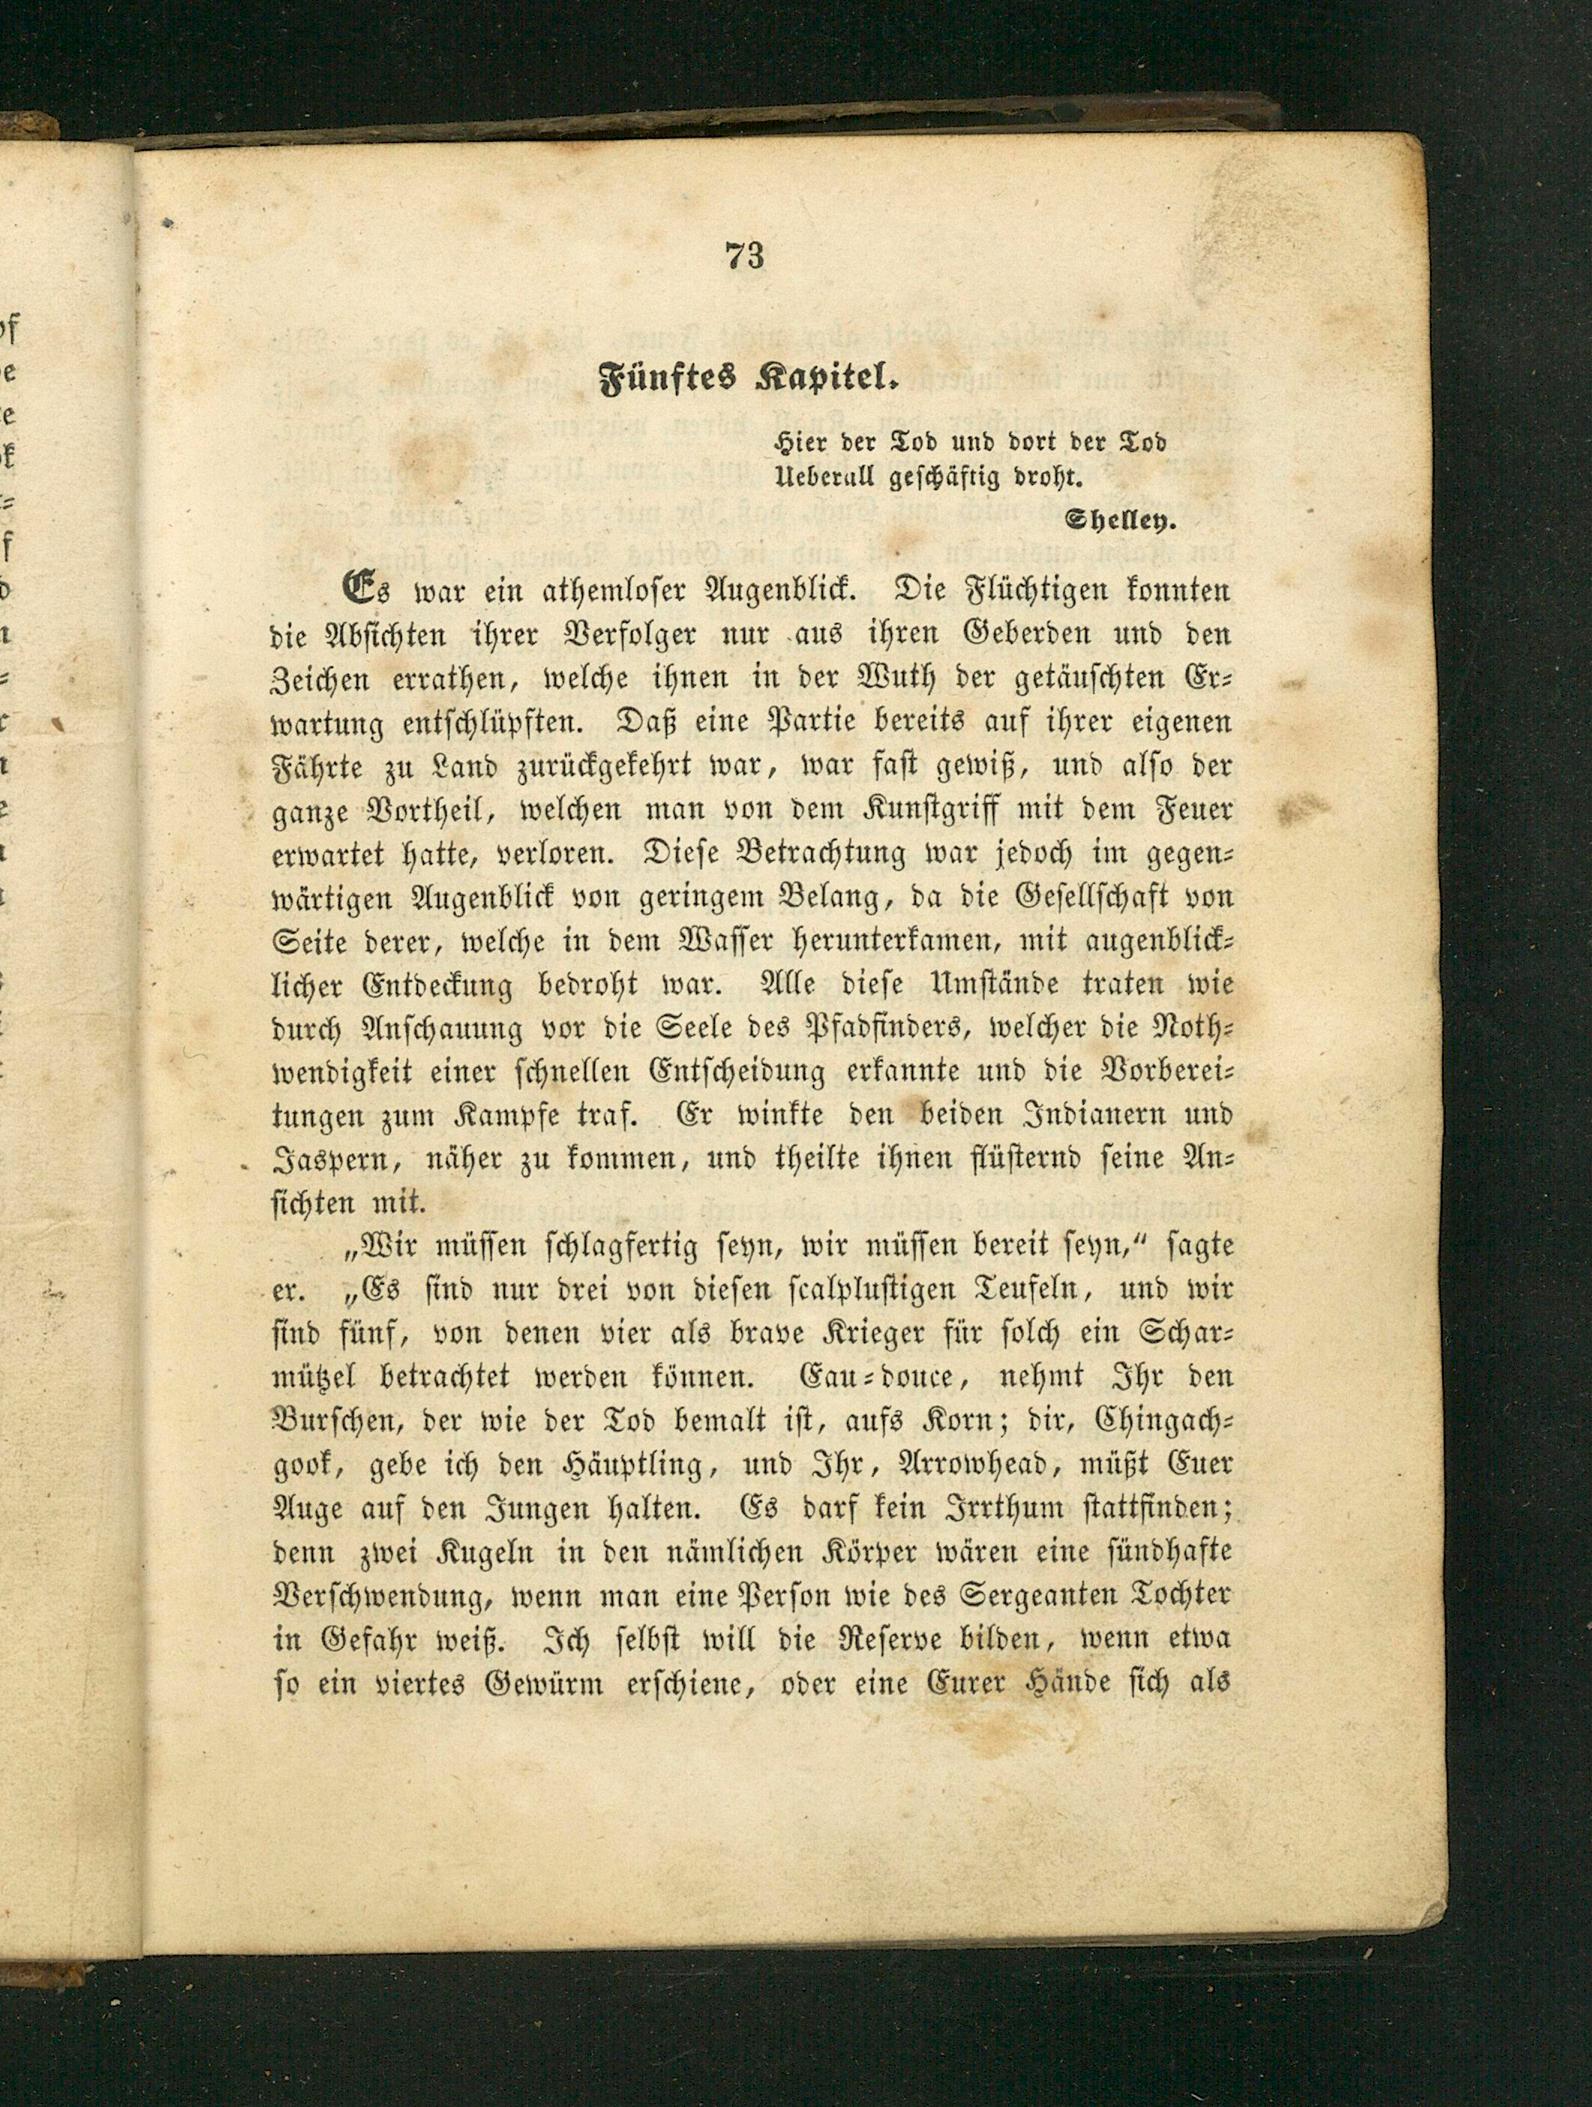 73
Fünftes Kapitel.
Hier der Tod und dort der Tod
Ueberall geschäftig droht.
Shelley.
Es war ein athemloser Augenblick. Die Flüchtigen konnten
die Absichten ihrer Verfolger nur aus ihren Geberden und den
Zeichen errathen, welche ihnen in der Wuth der getäuschten Er-
wartung entschlüpften. Daß eine Partie bereits auf ihrer eigenen
Fährte zu Land zurückgekehrt war, war fast gewiß, und also der
ganze Vortheil, welchen man von dem Kunstgriff mit dem Feuer
erwartet hatte, verloren. Diese Betrachtung war jedoch im gegen-
wärtigen Augenblick von geringem Belang, da die Gesellschaft von
Seite derer, welche in dem Wasser herunterkamen, mit augenblick-
licher Entdeckung bedroht war. Alle diese Umstände traten wie
durch Anschauung vor die Seele des Pfadfinders, welcher die Noth-
wendigkeit einer schnellen Entscheidung erkannte und die Vorberei-
tungen zum Kampfe traf. Er winkte den beiden Indianern und
Jaspern, näher zu kommen, und theilte ihnen flüsternd seine An-
sichten mit.
„Wir müssen schlagfertig seyn, wir müssen bereit seyn,“ sagte
er. „Es sind nur drei von diesen scalplustigen Teufeln, und wir
sind fünf, von denen vier als brave Krieger für solch ein Schar-
mützel betrachtet werden können. Eau-douce, nehmt Ihr den
Burschen, der wie der Tod bemalt ist, aufs Korn; dir, Chingach-
gook, gebe ich den Häuptling, und Ihr, Arrowhead, müßt Euer
Auge auf den Jungen halten. Es darf kein Irrthum stattfinden;
denn zwei Kugeln in den nämlichen Körper wären eine sündhafte
Verschwendung, wenn man eine Person wie des Sergeanten Tochter
in Gefahr weiß. Ich selbst will die Reserve bilden, wenn etwa
so ein viertes Gewürm erschiene, oder eine Eurer Hände sich als